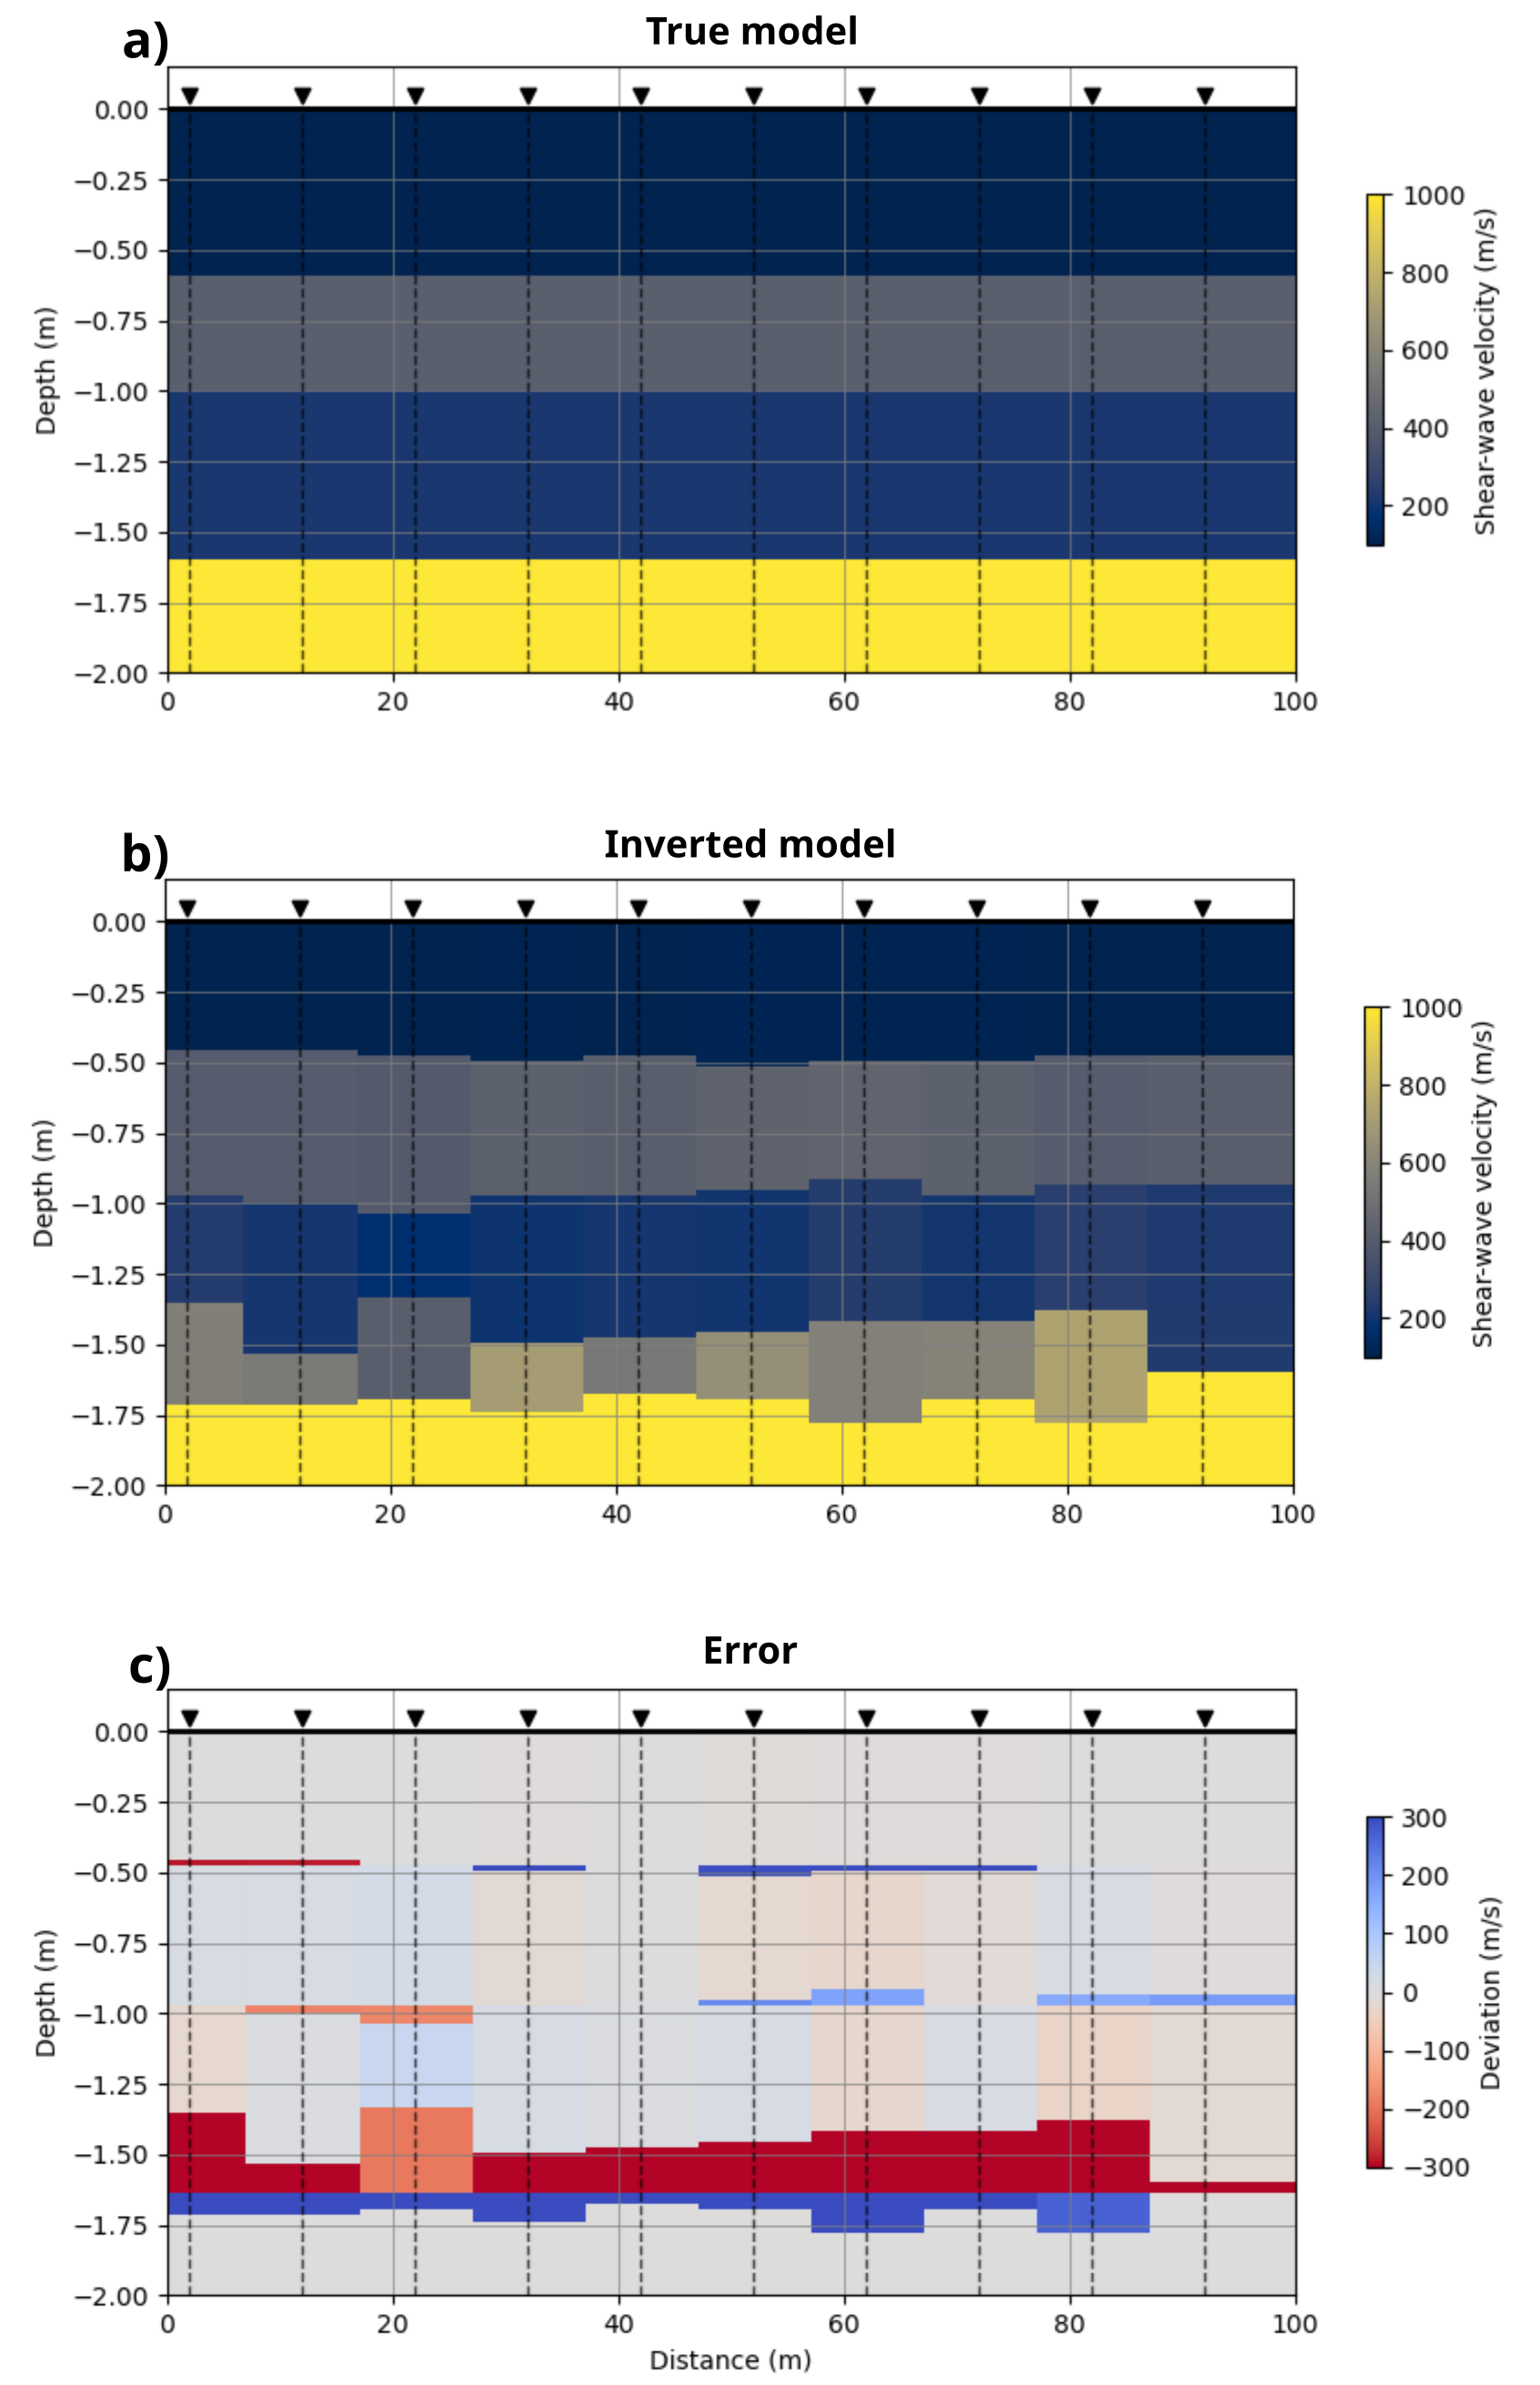 a)
True model
0.00
−0.25
−0.50
−0.75
−1.00
−1.25
−1.50
−1.75
−2.00
Depth (m)
0 20 40 60 80 100
1000
800
600
400
200
Shear-wave velocity (m/s)
b)
Inverted model
0.00
−0.25
−0.50
−0.75
−1.00
−1.25
−1.50
−1.75
−2.00
Depth (m)
0 20 40 60 80 100
1000
800
600
400
200
Shear-wave velocity (m/s)
c)
Error
0.00
−0.25
−0.50
−0.75
−1.00
−1.25
−1.50
−1.75
−2.00
Depth (m)
0 20 40 60 80 100
Distance (m)
300
200
100
0
−100
−200
−300
Deviation (m/s)